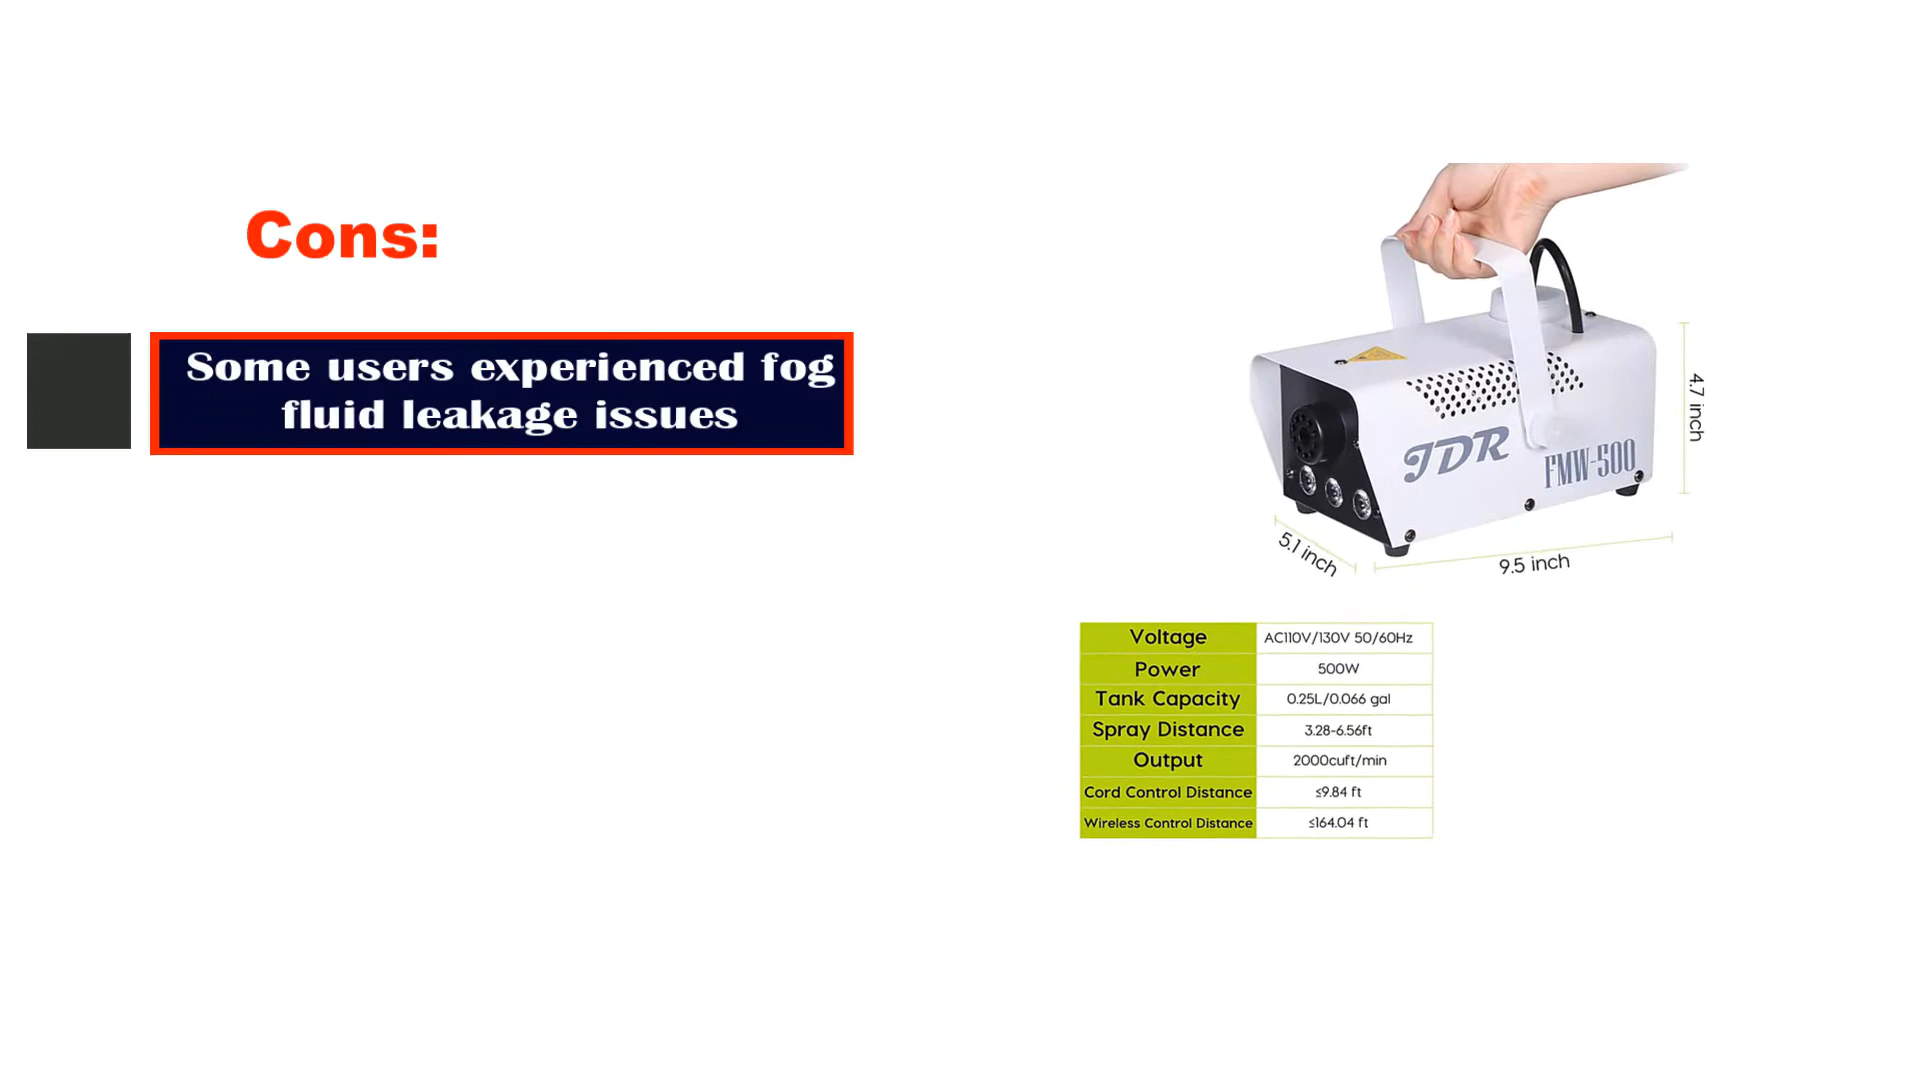 Cons:
Some users experienced fog
fluid leakage issues
JDR
FMW-500
4.7 inch
5.1 inch
9.5 inch
Voltage AC110V/130V 50/60Hz
Power 500W
Tank Capacity 0.25L/0.066 gal
Spray Distance 3.28-6.56ft
Output 2000cuft/min
Cord Control Distance ≤9.84 ft
Wireless Control Distance ≤164.04 ft